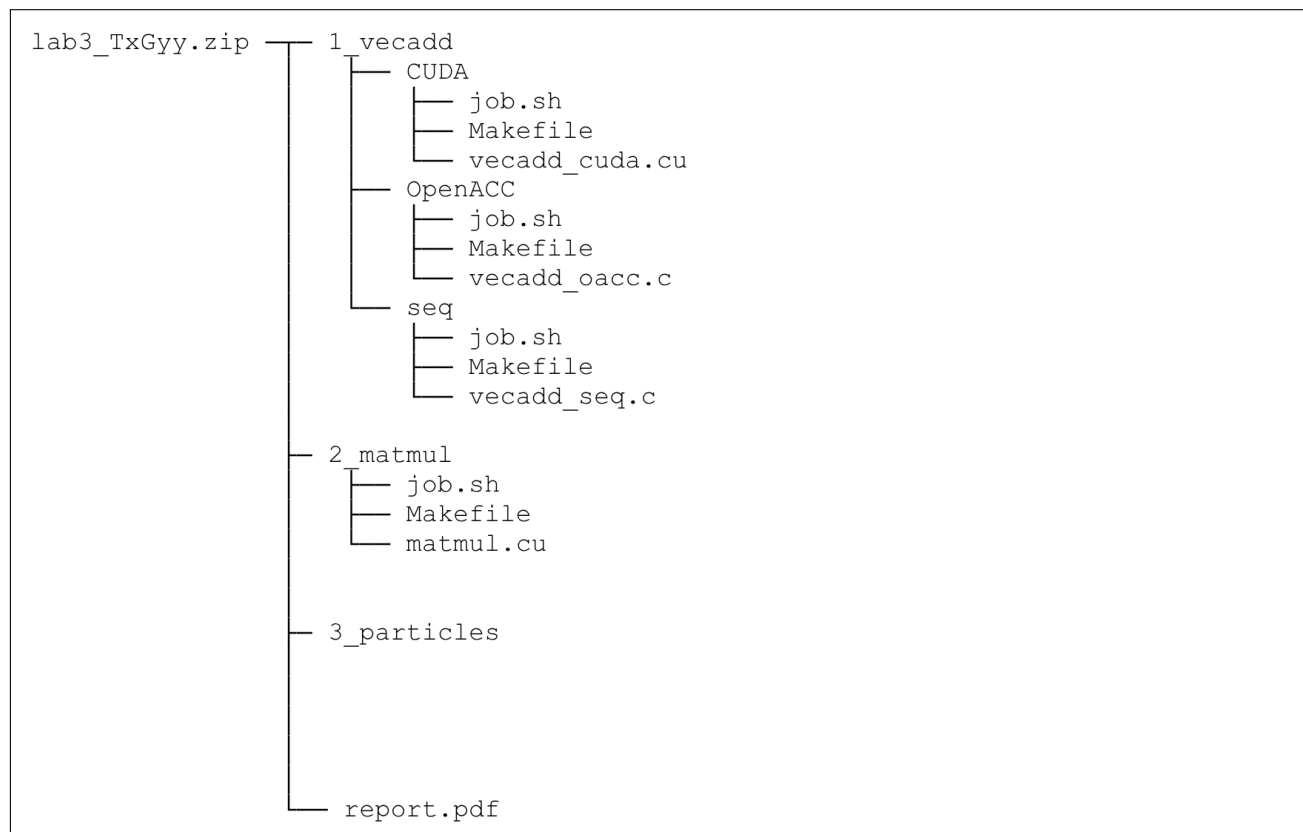 lab3_TxGyy.zip 1_vecadd
CUDA
job.sh
Makefile
vecadd_cuda.cu
OpenACC
job.sh
Makefile
vecadd_oacc.c
seq
job.sh
Makefile
vecadd_seq.c
2_matmul
job.sh
Makefile
matmul.cu
3_particles
report.pdf